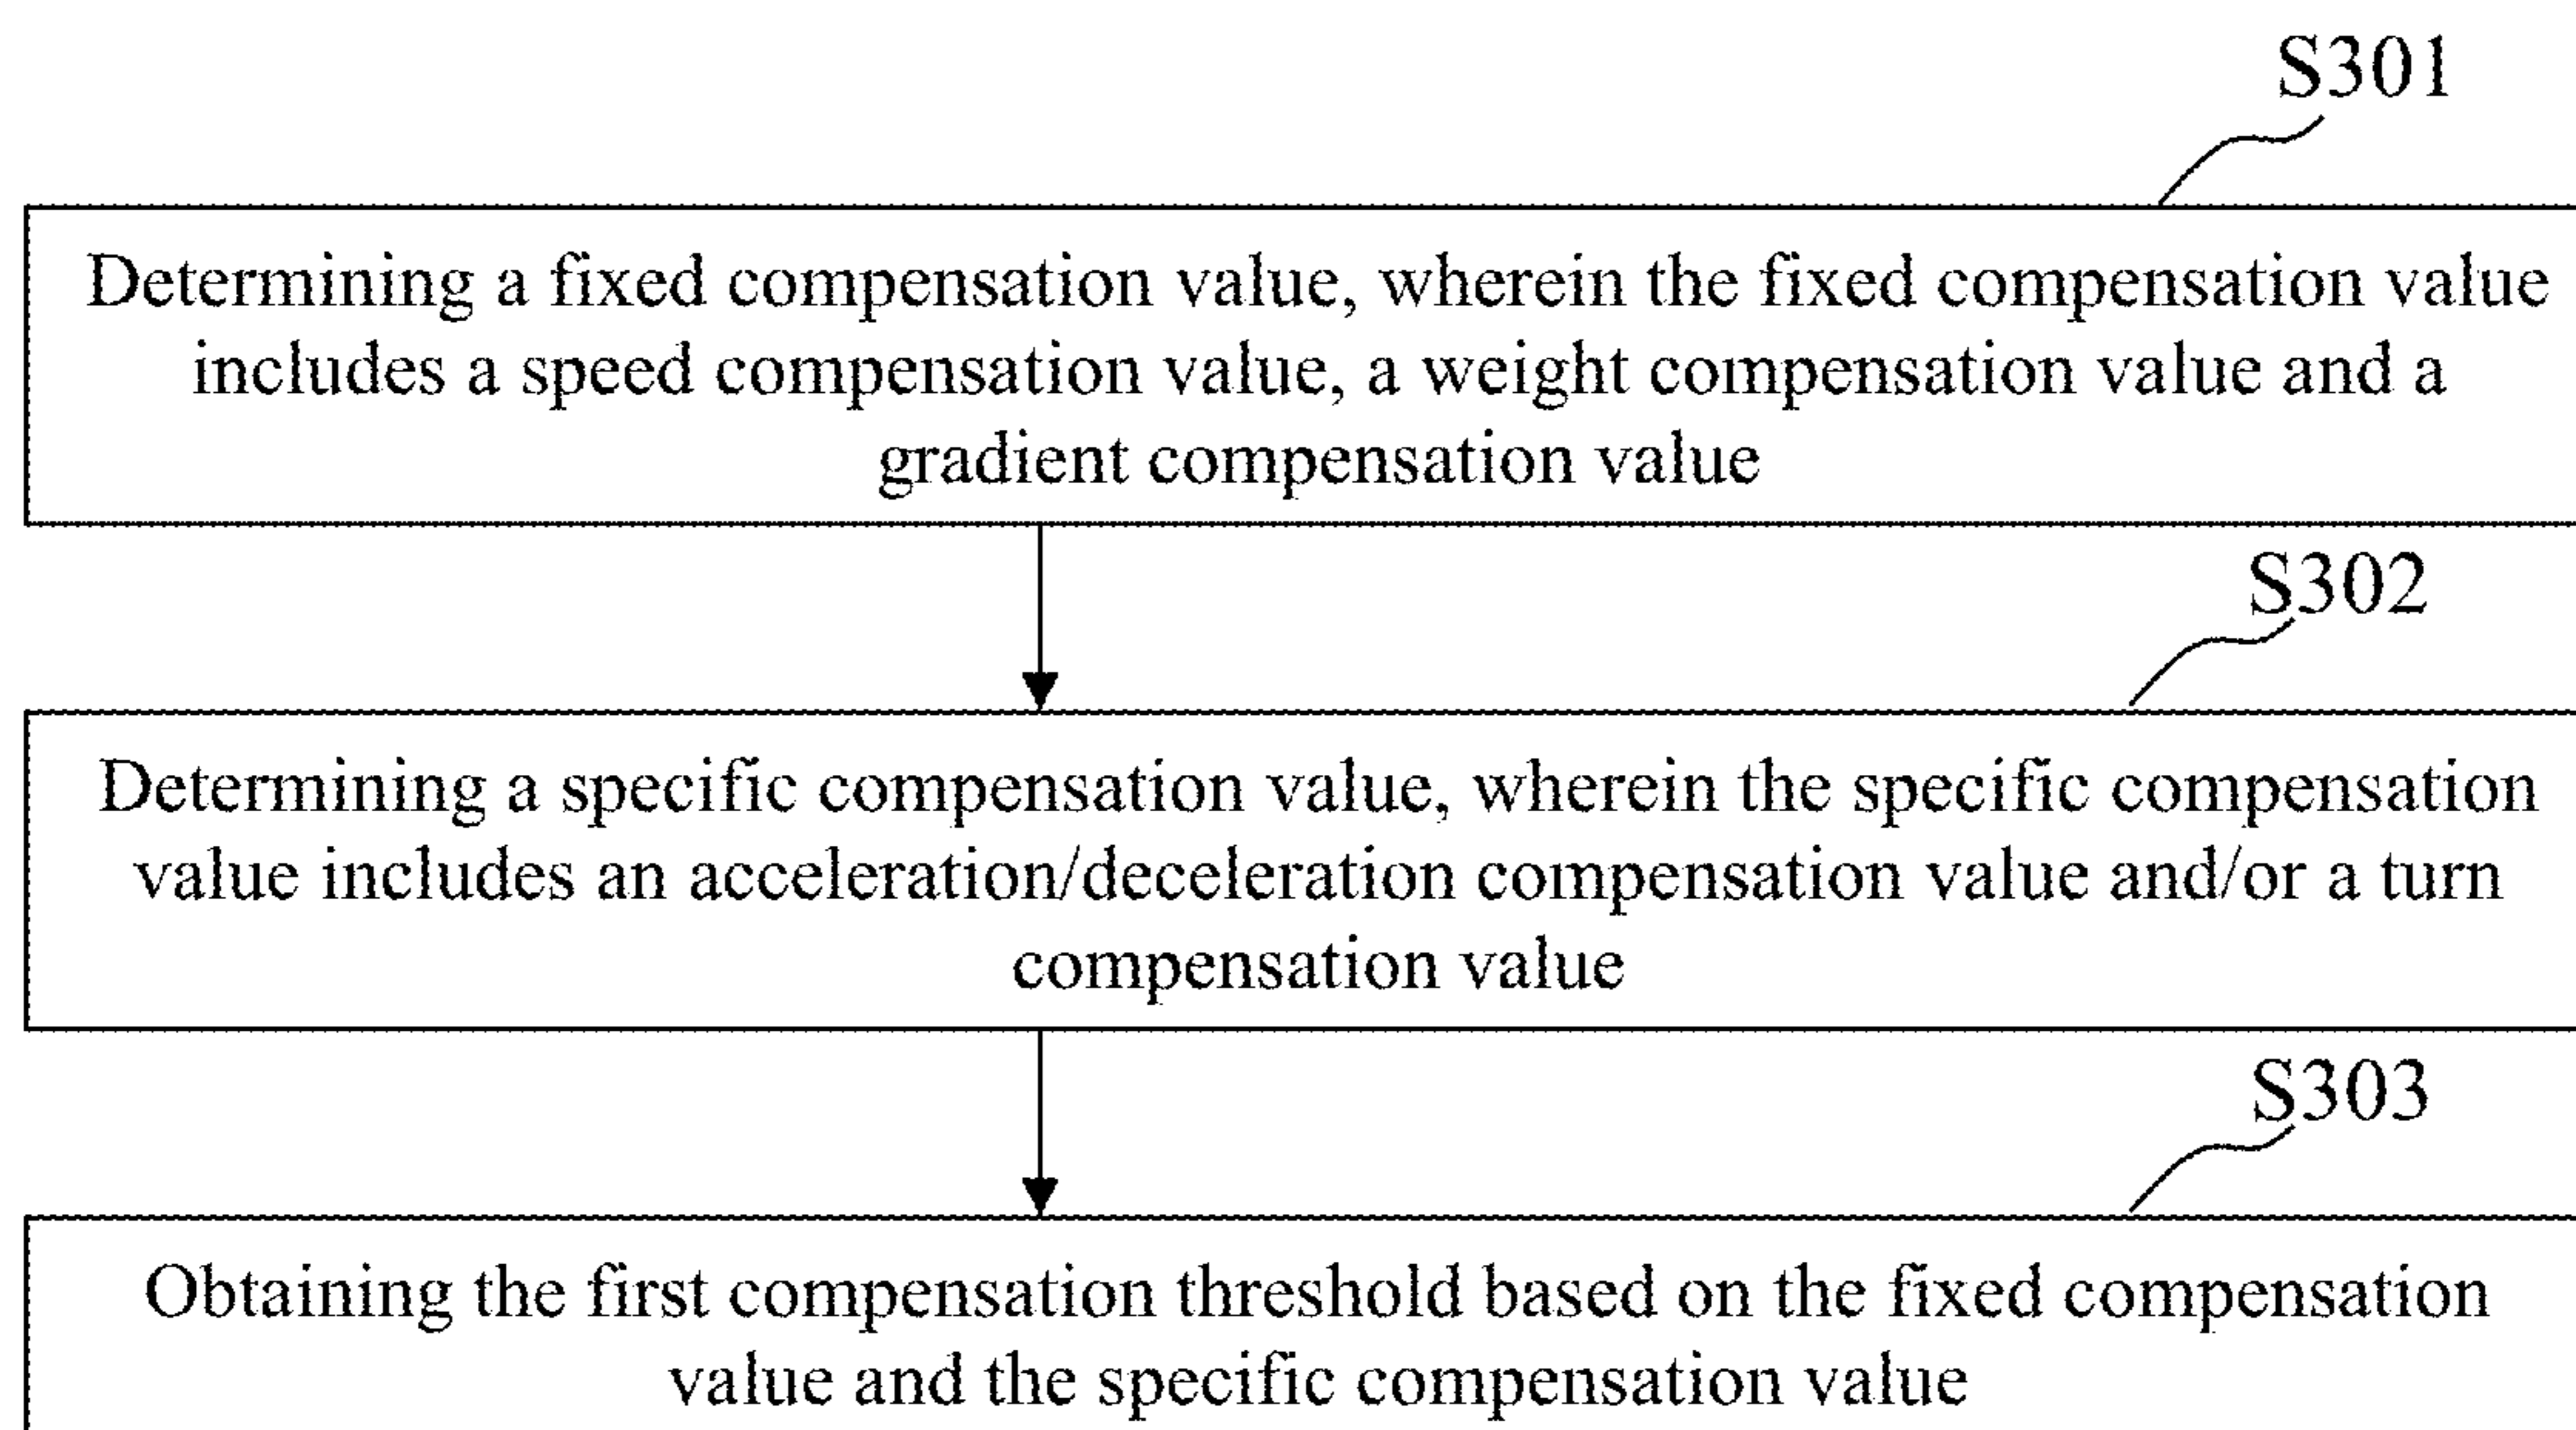 S301
Determining a fixed compensation value, wherein the fixed compensation value
includes a speed compensation value, a weight compensation value and a
gradient compensation value
S302
Determining a specific compensation value, wherein the specific compensation
value includes an acceleration/deceleration compensation value and/or a turn
compensation value
S303
Obtaining the first compensation threshold based on the fixed compensation
value and the specific compensation value